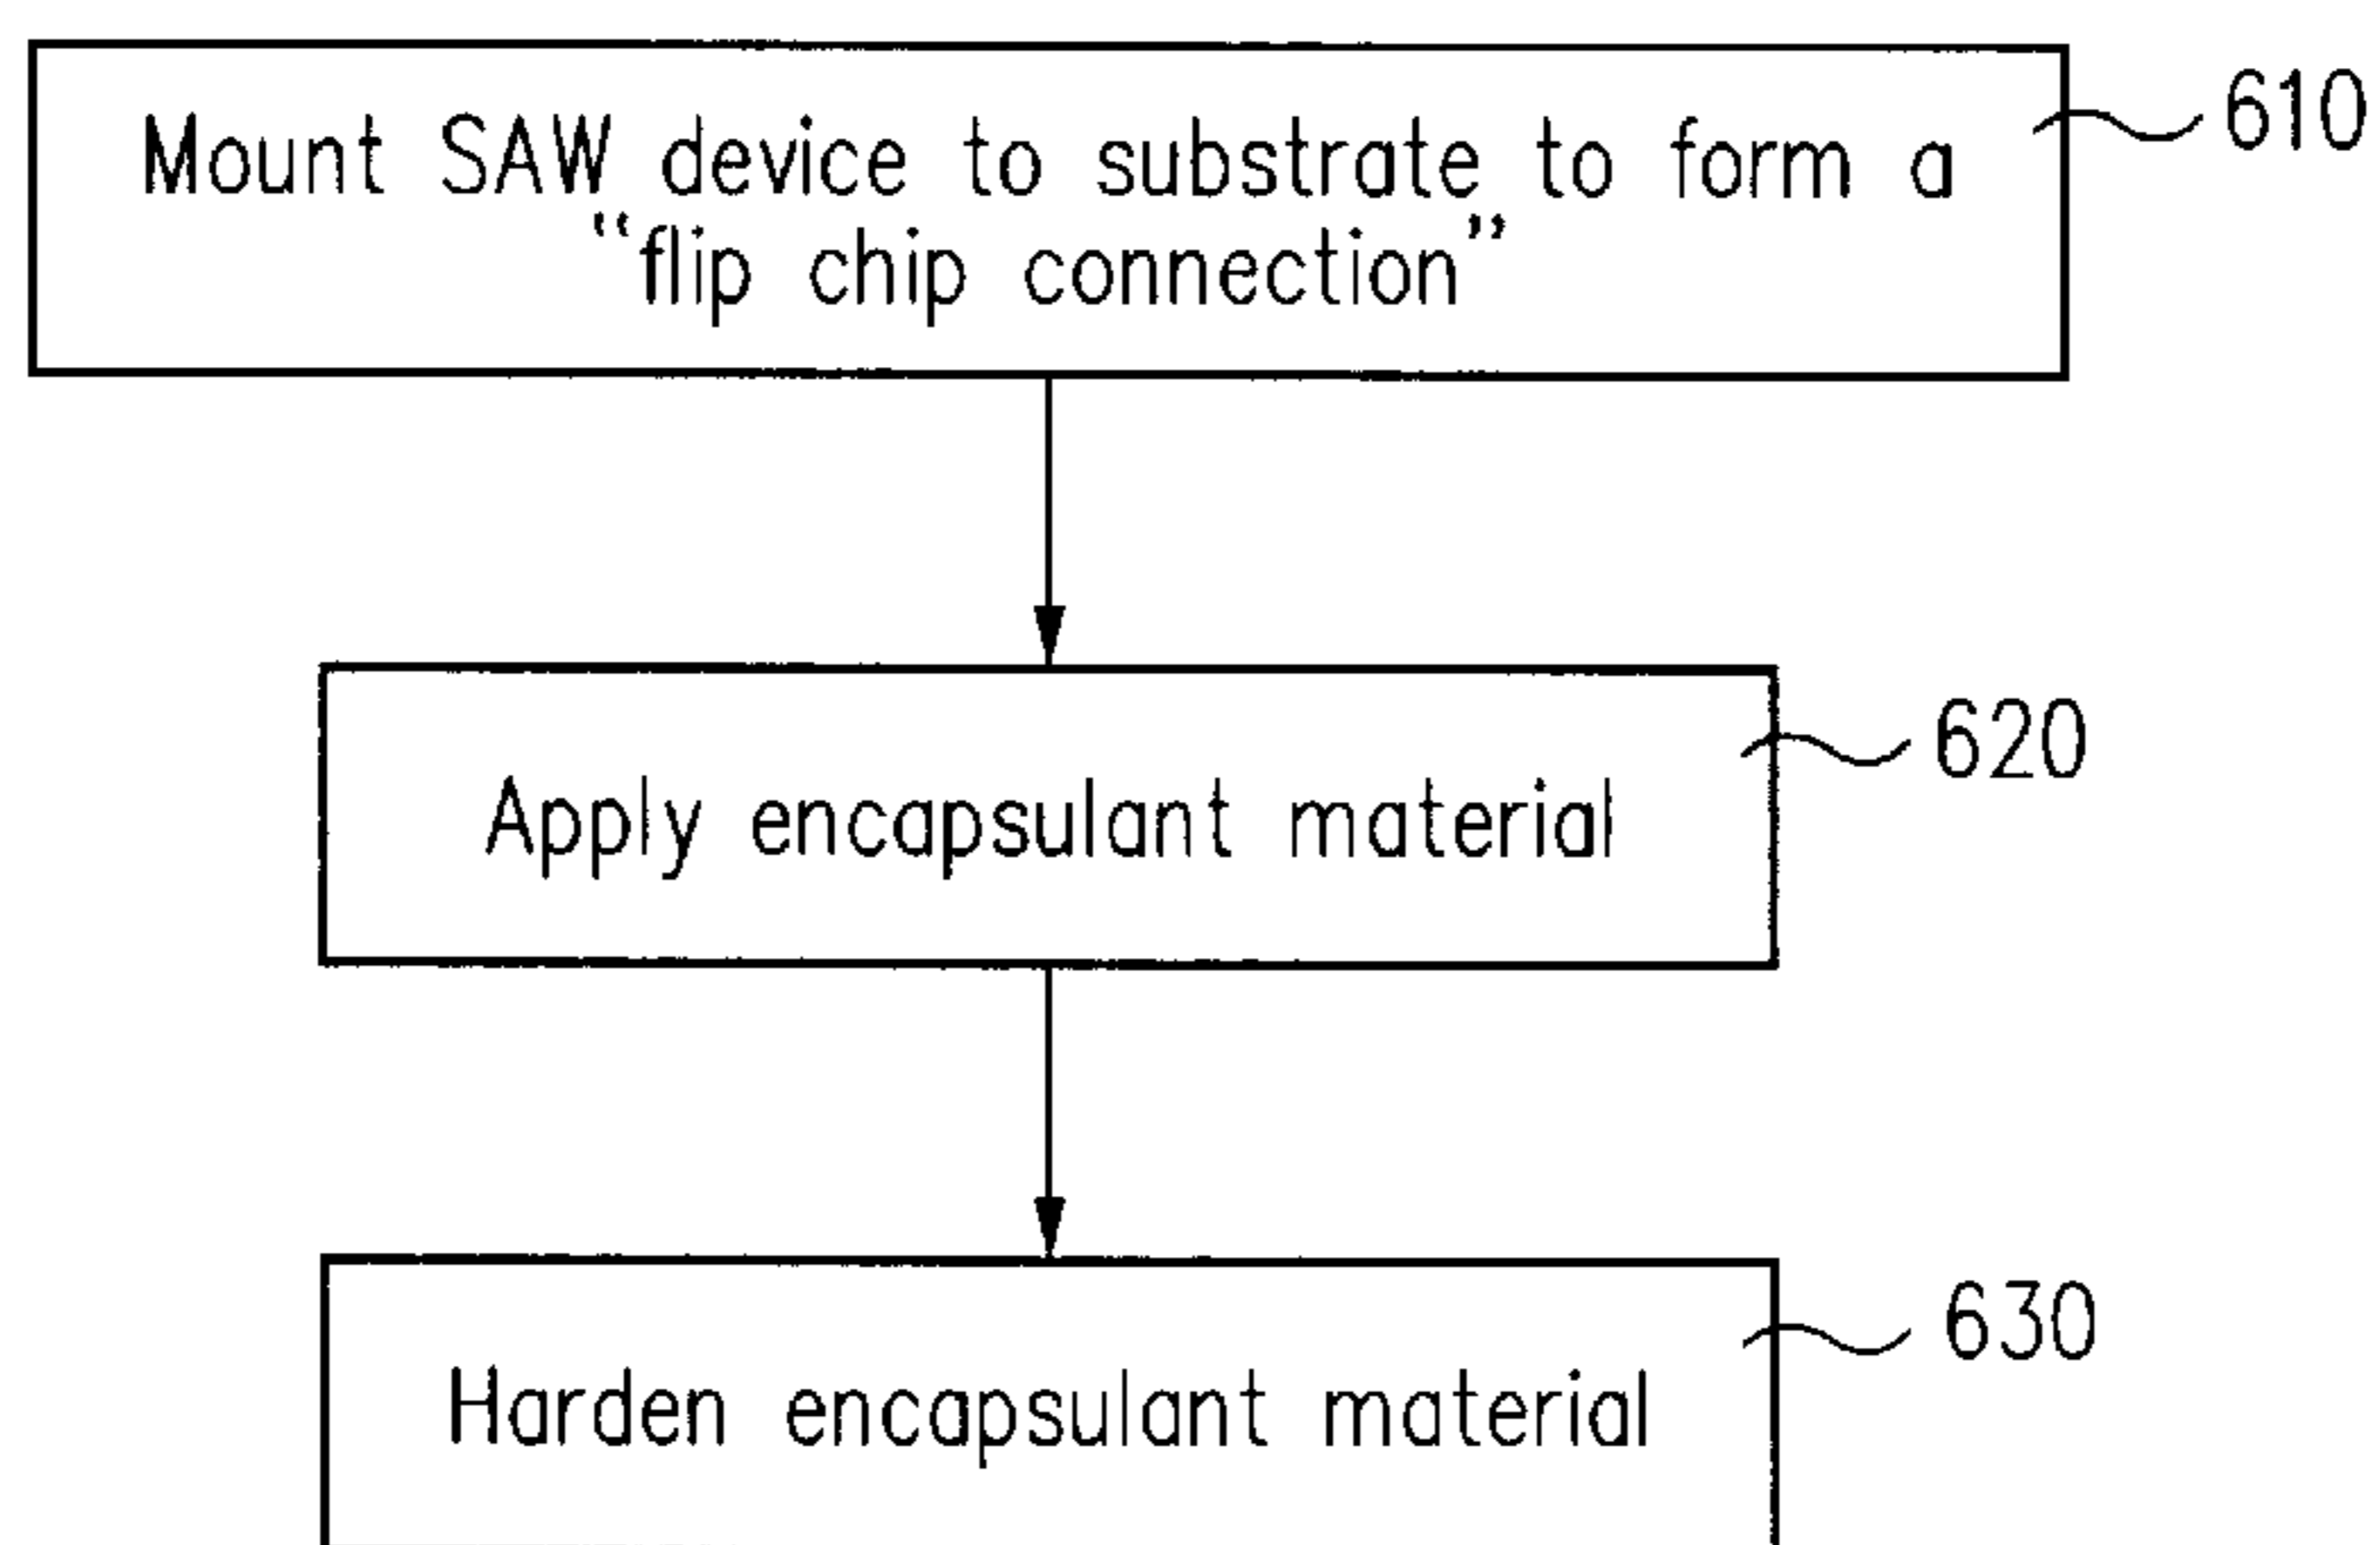 Mount SAW device to substrate to form a
“flip chip connection”
610
Apply encapsulant material
620
Harden encapsulant material
630